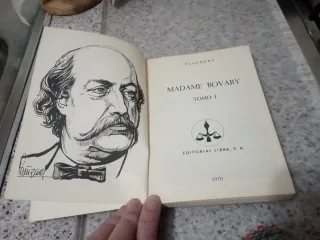 FLAUBERT
MADAME BOVARY
TOMO I
EDITORIAL LIBRA, S. A.
1970